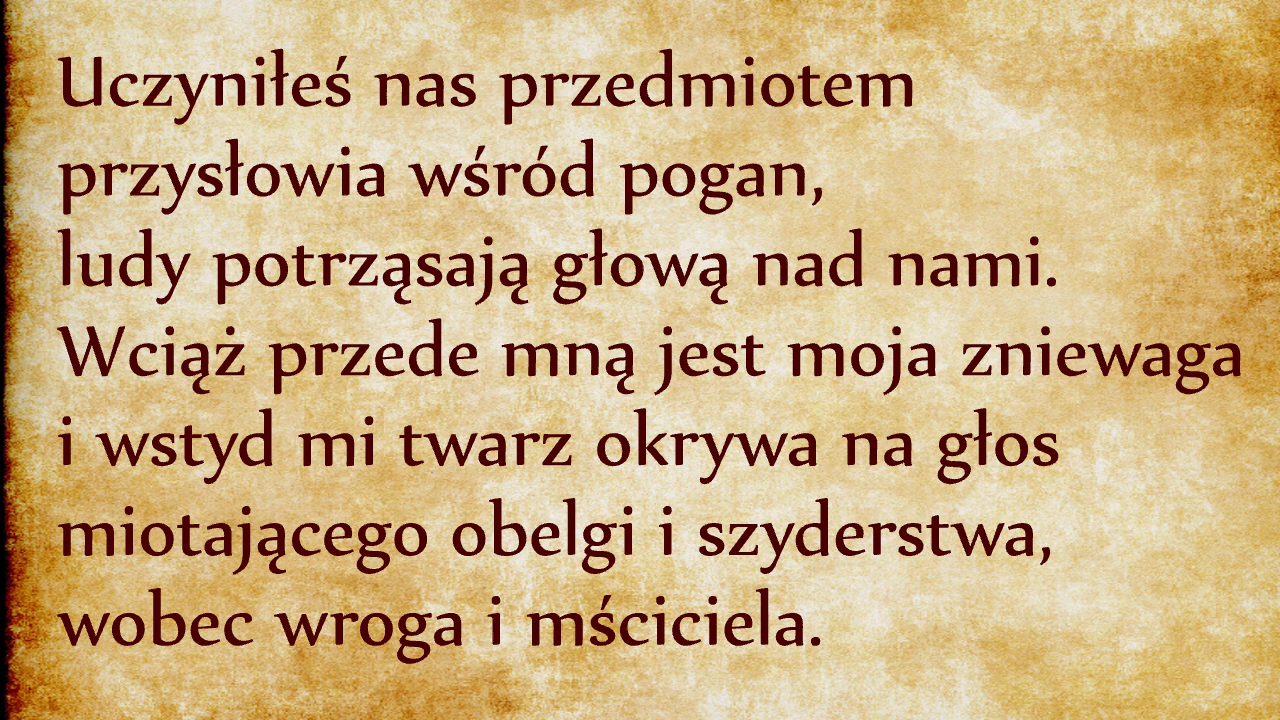 Uczyniłeś nas przedmiotem
przysłowia wśród pogan,
ludy potrząsają głową nad nami.
Wciąż przede mną jest moja zniewaga
i wstyd mi twarz okrywa na głos
miotającego obelgi i szyderstwa,
wobec wroga i mściciela.